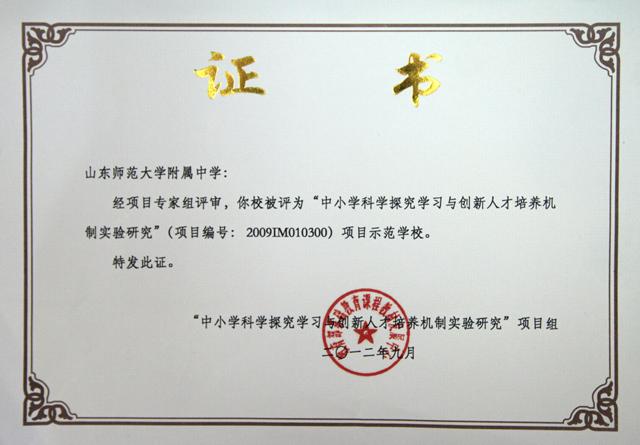 证 书
山东师范大学附属中学：
经项目专家组评审，你校被评为“中小学科学探究学习与创新人才培养机
制实验研究”（项目编号： 2009IM010300）项目示范学校。
特发此证。
“中小学科学探究学习与创新人才培养机制实验研究”项目组
二〇一二年九月